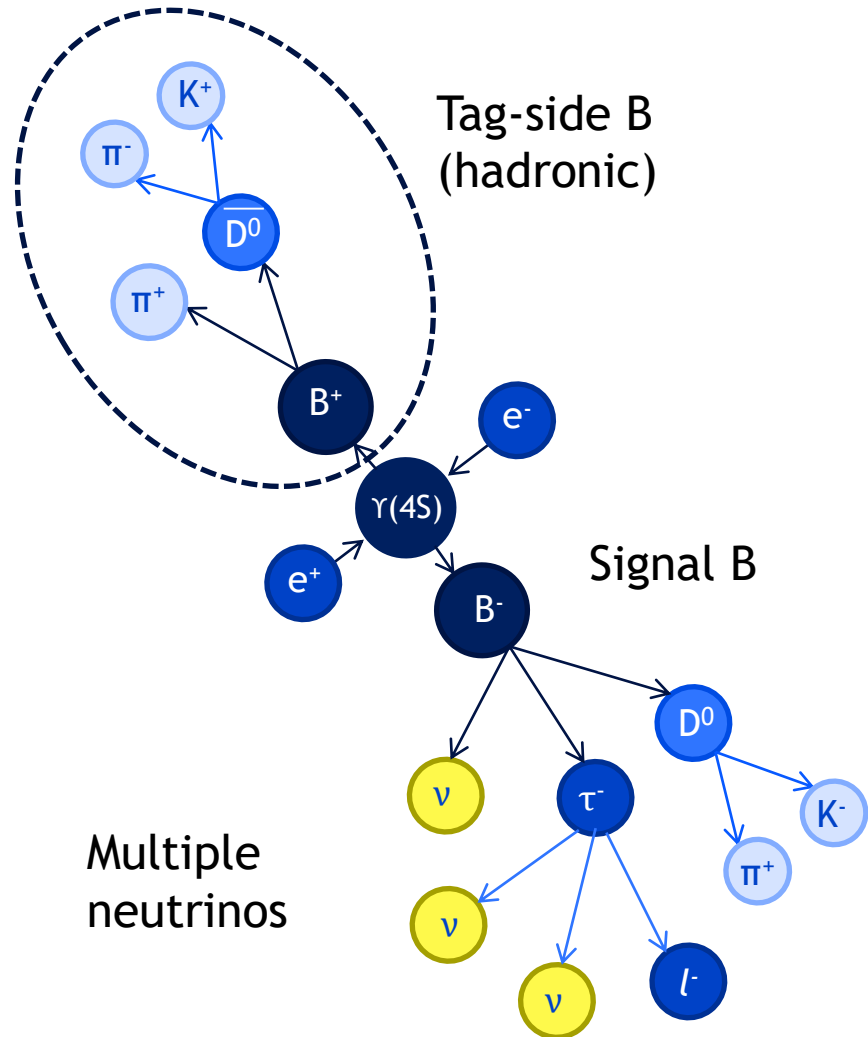 K⁺
Tag-side B
(hadronic)
π⁻
D̅⁰
π⁺
B⁺
e⁻
ϒ(4S)
e⁺
Signal B
B⁻
D⁰
ν
τ⁻
K⁻
Multiple
neutrinos
π⁺
ν
ν
l⁻